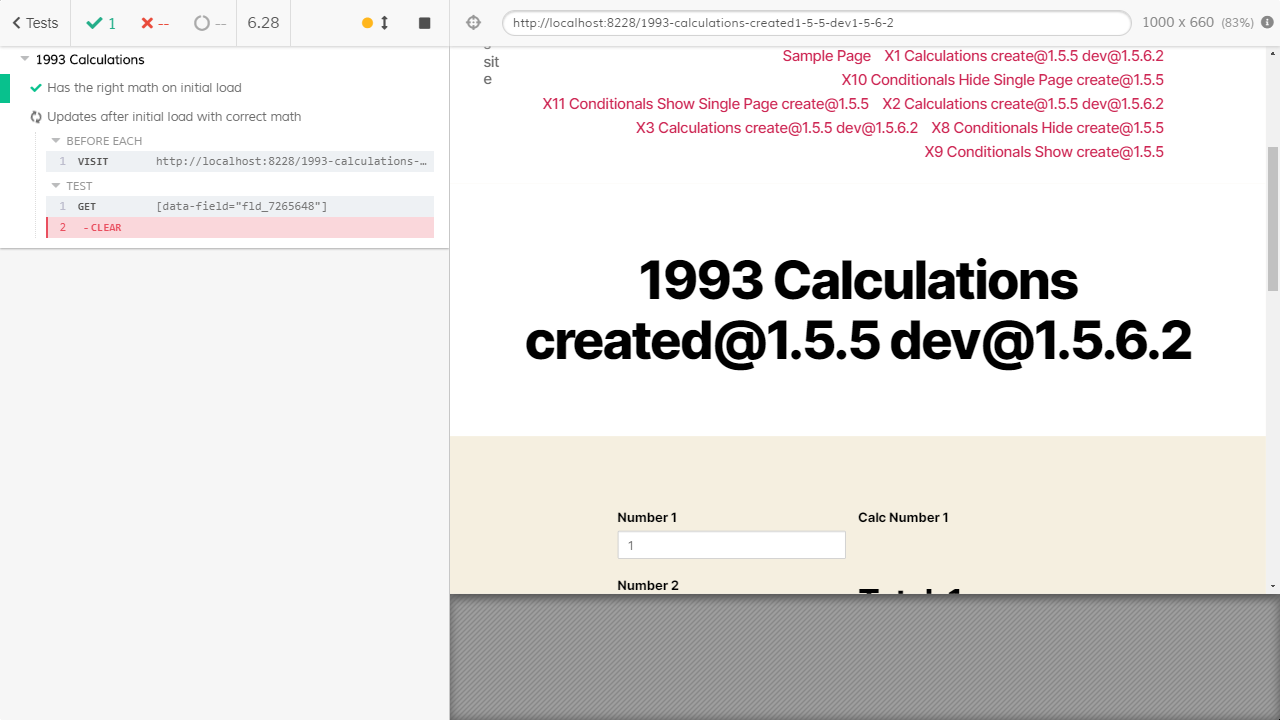 Tests
1
--
--
6.28
http://localhost:8228/1993-calculations-created1-5-5-dev1-5-6-2
1000 x 660 (83%)
1993 Calculations
Has the right math on initial load
Updates after initial load with correct math
BEFORE EACH
1 VISIT http://localhost:8228/1993-calculations-...
TEST
1 GET [data-field="fld_7265648"]
2 - CLEAR
sit
e
Sample Page X1 Calculations create@1.5.5 dev@1.5.6.2
X10 Conditionals Hide Single Page create@1.5.5
X11 Conditionals Show Single Page create@1.5.5 X2 Calculations create@1.5.5 dev@1.5.6.2
X3 Calculations create@1.5.5 dev@1.5.6.2 X8 Conditionals Hide create@1.5.5
X9 Conditionals Show create@1.5.5
1993 Calculations
created@1.5.5 dev@1.5.6.2
Number 1
Calc Number 1
1
Number 2